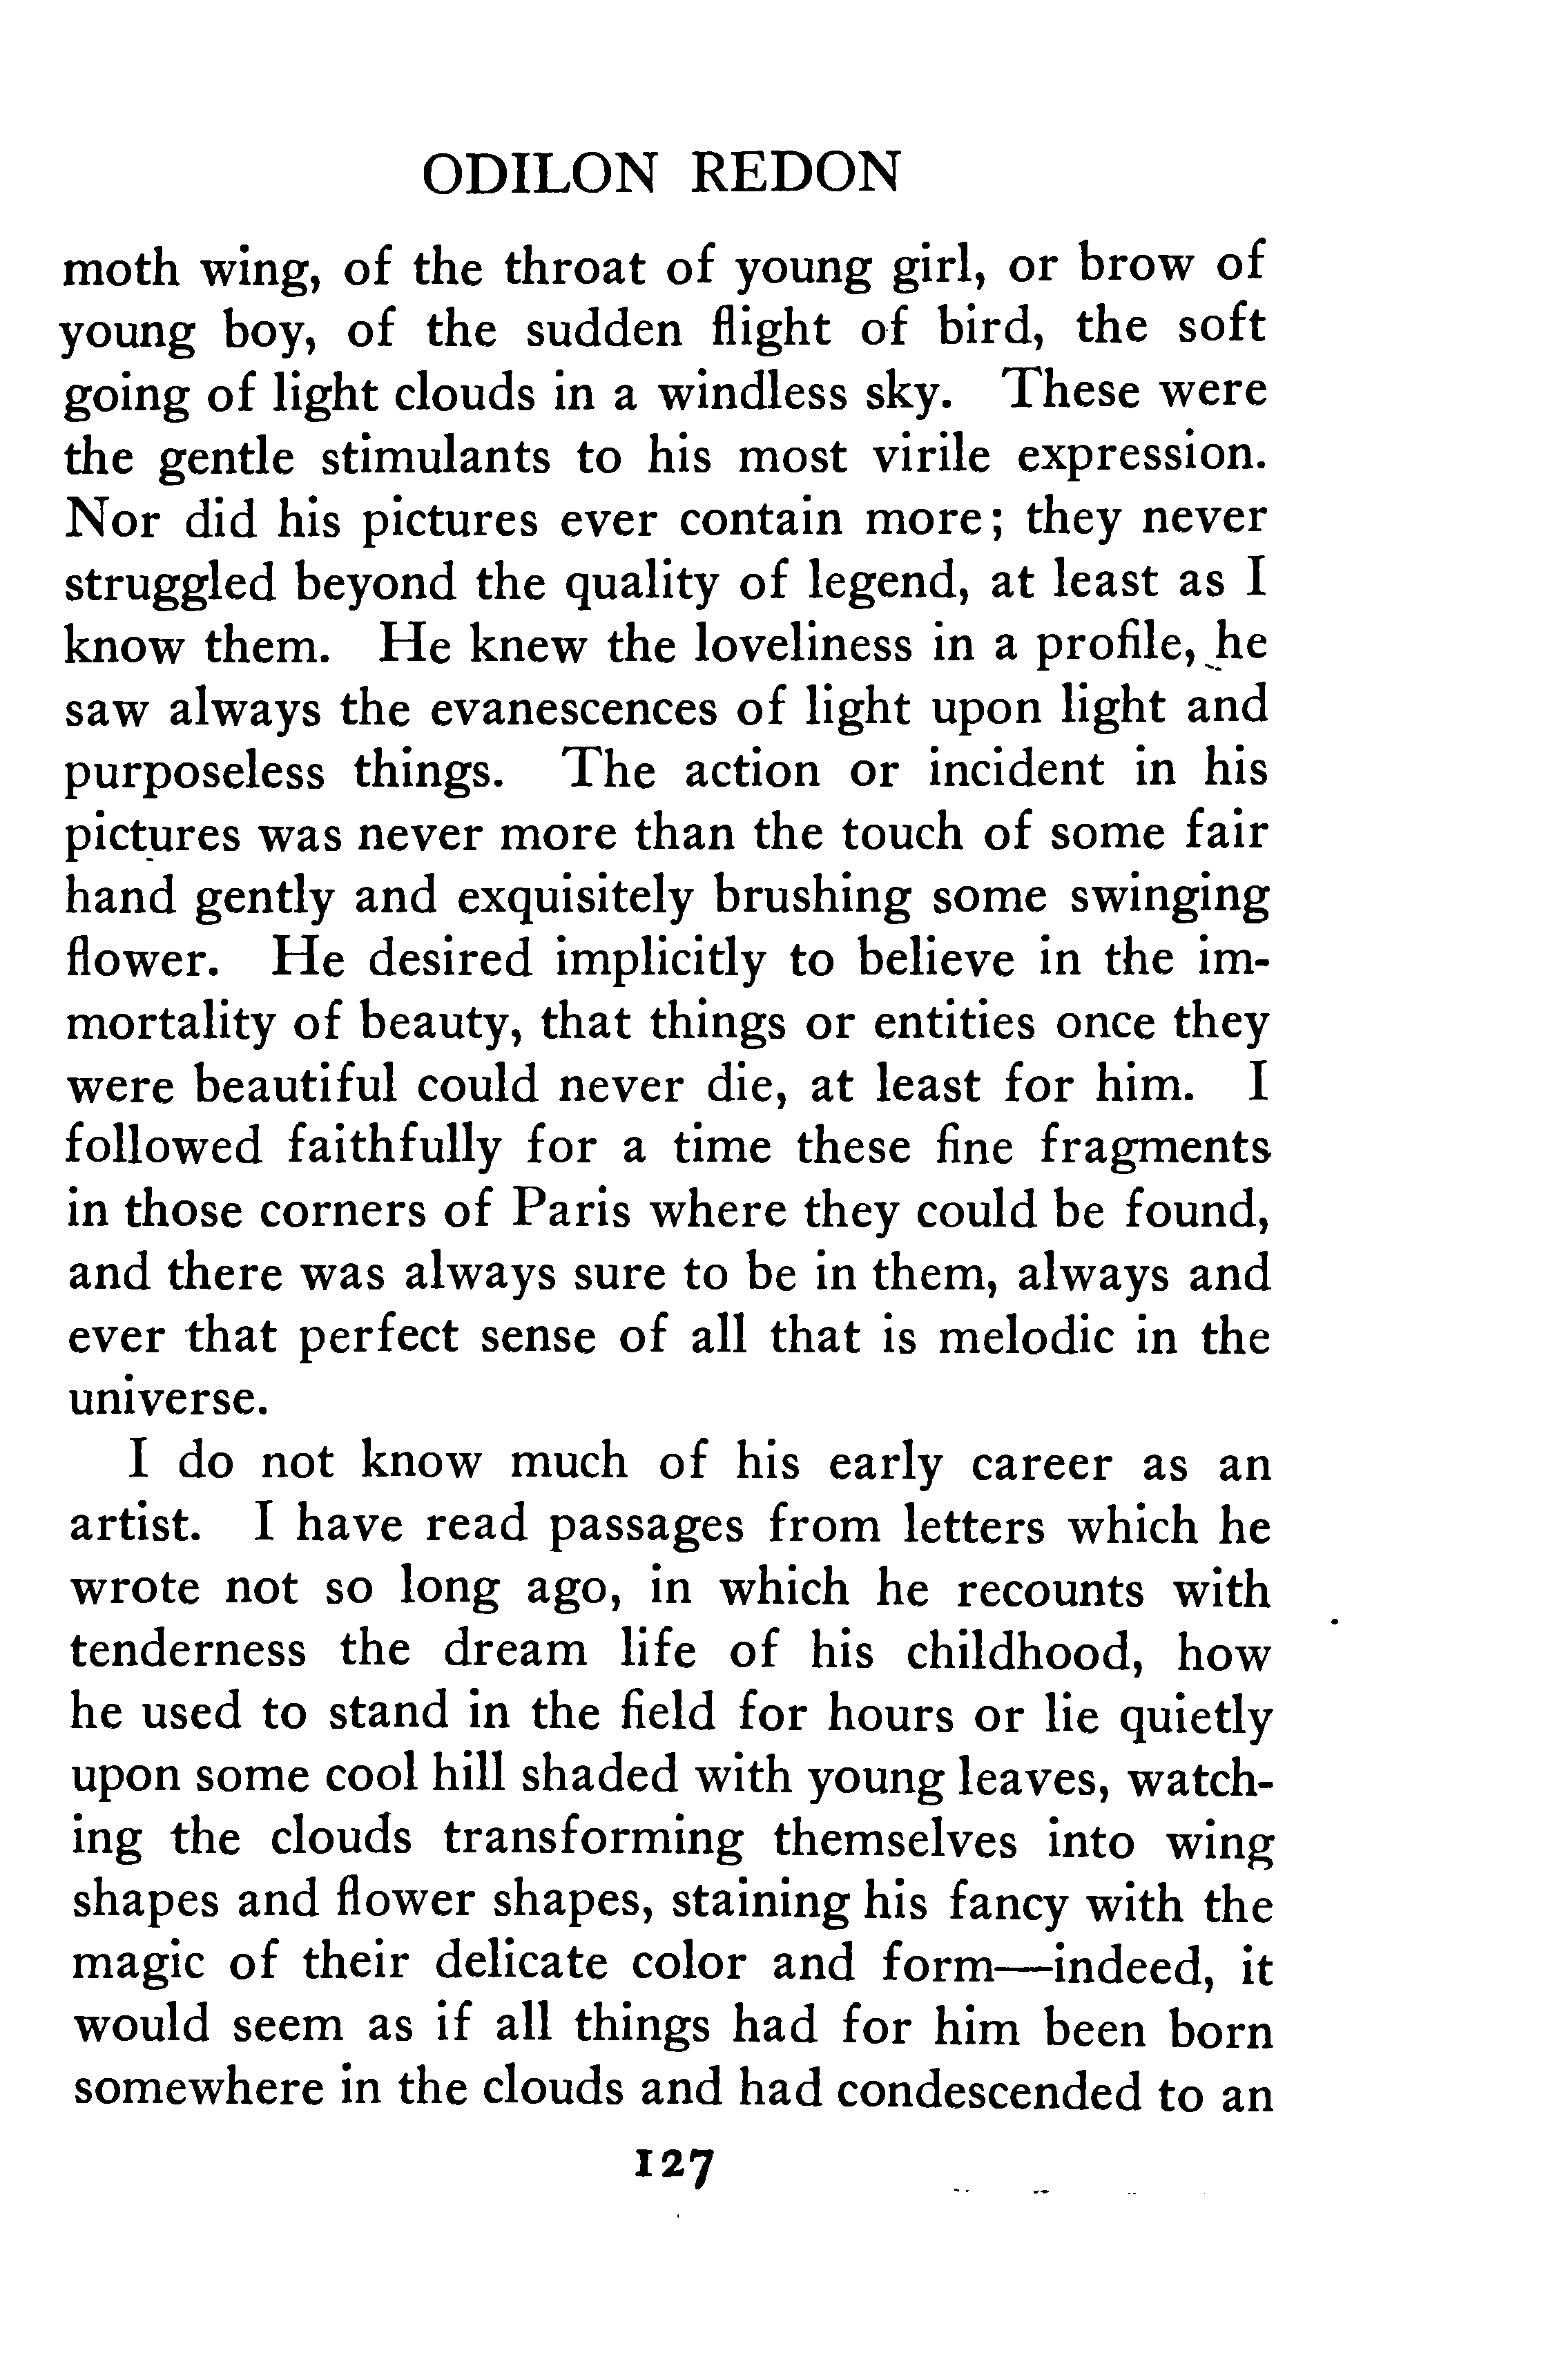 ODILON REDON
moth wing, of the throat of young girl, or brow of
young boy, of the sudden flight of bird, the soft
going of light clouds in a windless sky. These were
the gentle stimulants to his most virile expression.
Nor did his pictures ever contain more; they never
struggled beyond the quality of legend, at least as I
know them. He knew the loveliness in a profile, he
saw always the evanescences of light upon light and
purposeless things. The action or incident in his
pictures was never more than the touch of some fair
hand gently and exquisitely brushing some swinging
flower. He desired implicitly to believe in the im-
mortality of beauty, that things or entities once they
were beautiful could never die, at least for him. I
followed faithfully for a time these fine fragments
in those corners of Paris where they could be found,
and there was always sure to be in them, always and
ever that perfect sense of all that is melodic in the
universe.
I do not know much of his early career as an
artist. I have read passages from letters which he
wrote not so long ago, in which he recounts with
tenderness the dream life of his childhood, how
he used to stand in the field for hours or lie quietly
upon some cool hill shaded with young leaves, watch-
ing the clouds transforming themselves into wing
shapes and flower shapes, staining his fancy with the
magic of their delicate color and form—indeed, it
would seem as if all things had for him been born
somewhere in the clouds and had condescended to an
127